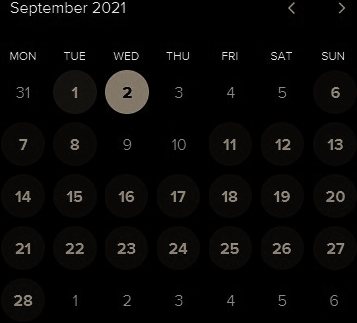 September 2021
MON TUE WED THU FRI SAT SUN
31 1 2 3 4 5 6
7 8 9 10 11 12 13
14 15 16 17 18 19 20
21 22 23 24 25 26 27
28 1 2 3 4 5 6